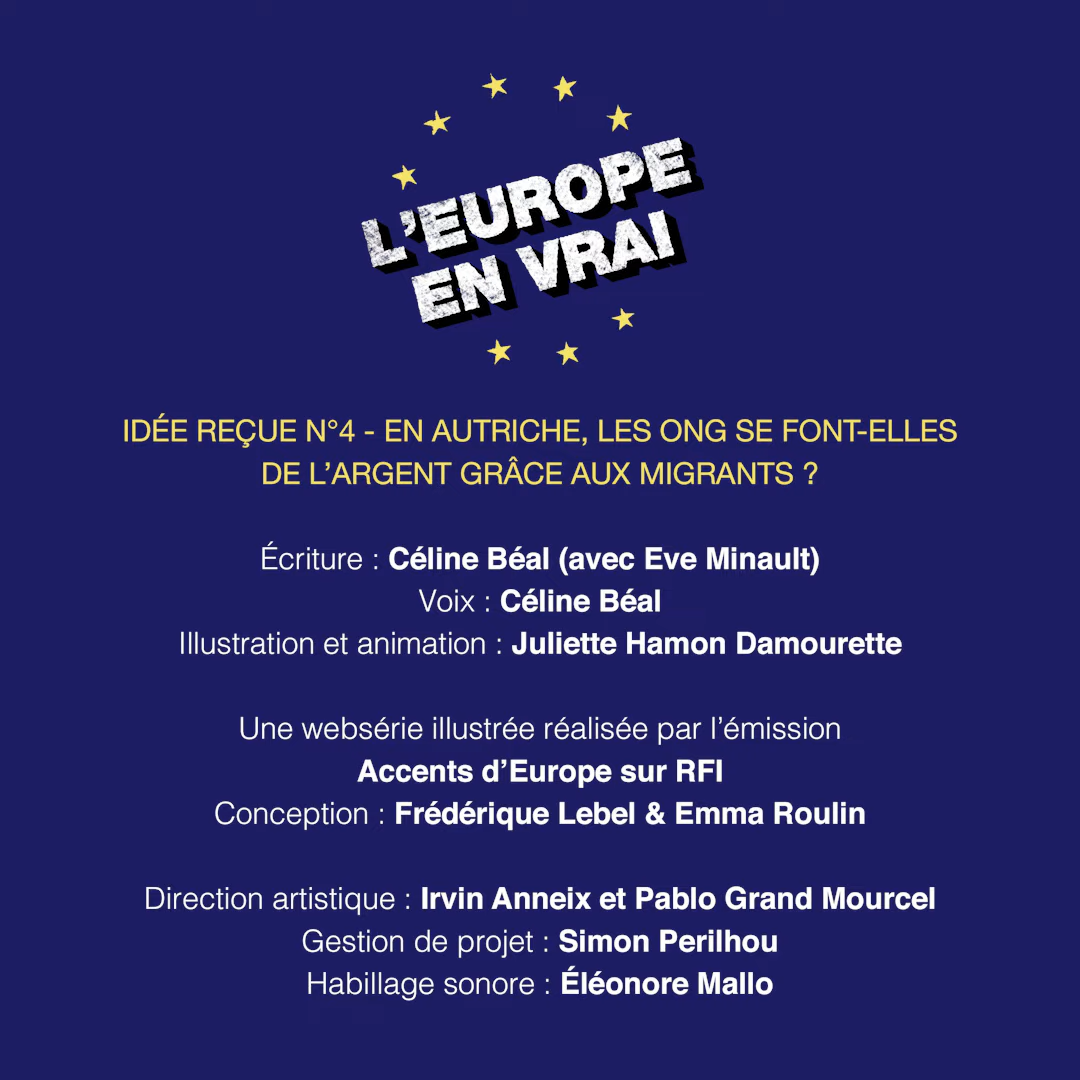 L'EUROPE
EN VRAI
IDÉE REÇUE N°4 - EN AUTRICHE, LES ONG SE FONT-ELLES
DE L'ARGENT GRÂCE AUX MIGRANTS ?
Écriture : Céline Béal (avec Eve Minault)
Voix : Céline Béal
Illustration et animation : Juliette Hamon Damourette
Une websérie illustrée réalisée par l'émission
Accents d'Europe sur RFI
Conception : Frédérique Lebel & Emma Roulin
Direction artistique : Irvin Anneix et Pablo Grand Mourcel
Gestion de projet : Simon Perilhou
Habillage sonore : Éléonore Mallo